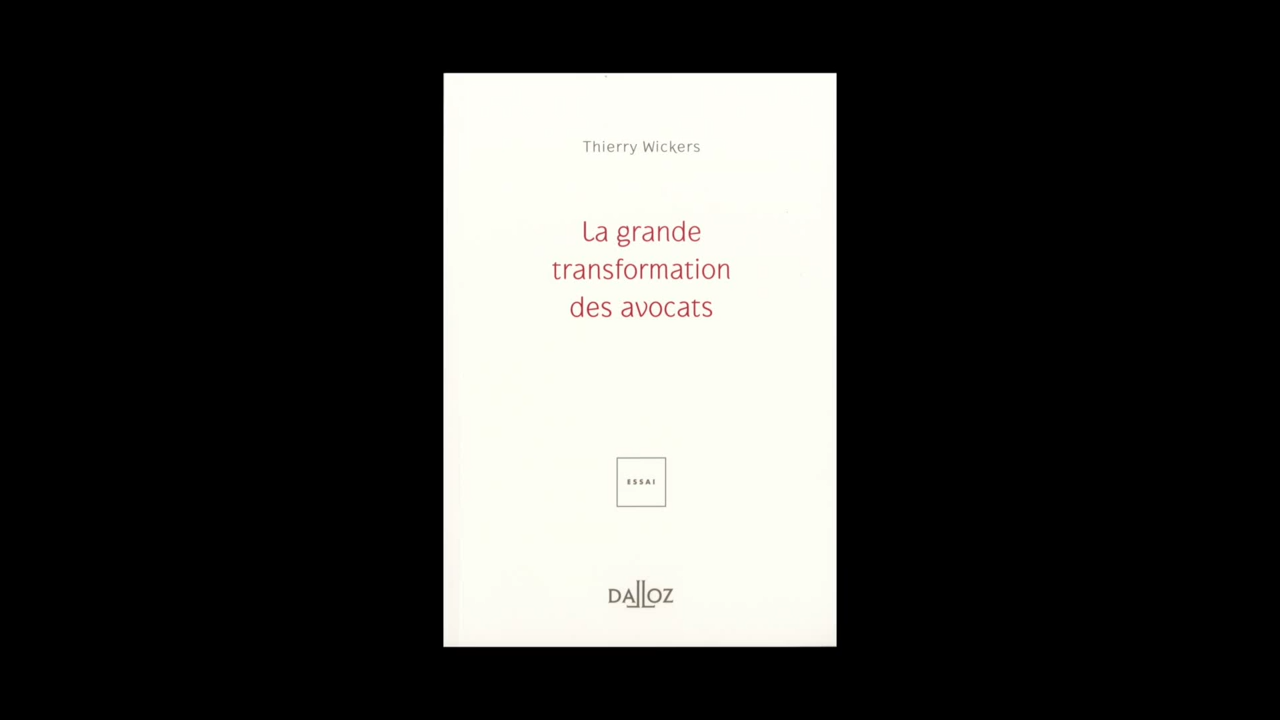 Thierry Wickers
La grande
transformation
des avocats
ESSAI
DALLOZ